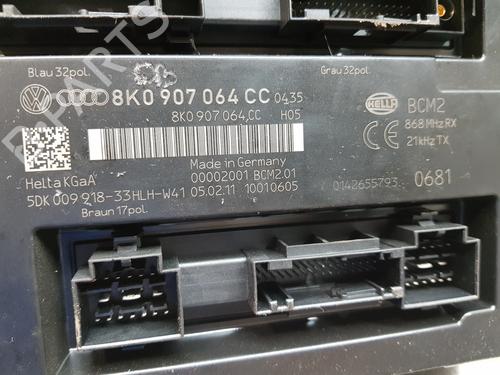 Blau 32pol.
Grau 32pol.
8K0 907 064 CC 0435
8K0 907 064 CC H05
HELLA
BCM2
868 MHz RX
21kHz TX
CE
Made in Germany
00002001 BCM2.01
Hella KGaA
5DK 009 918-33 HLH-W41 05.02.11 10010605
0142655793
0681
Braun 17pol.